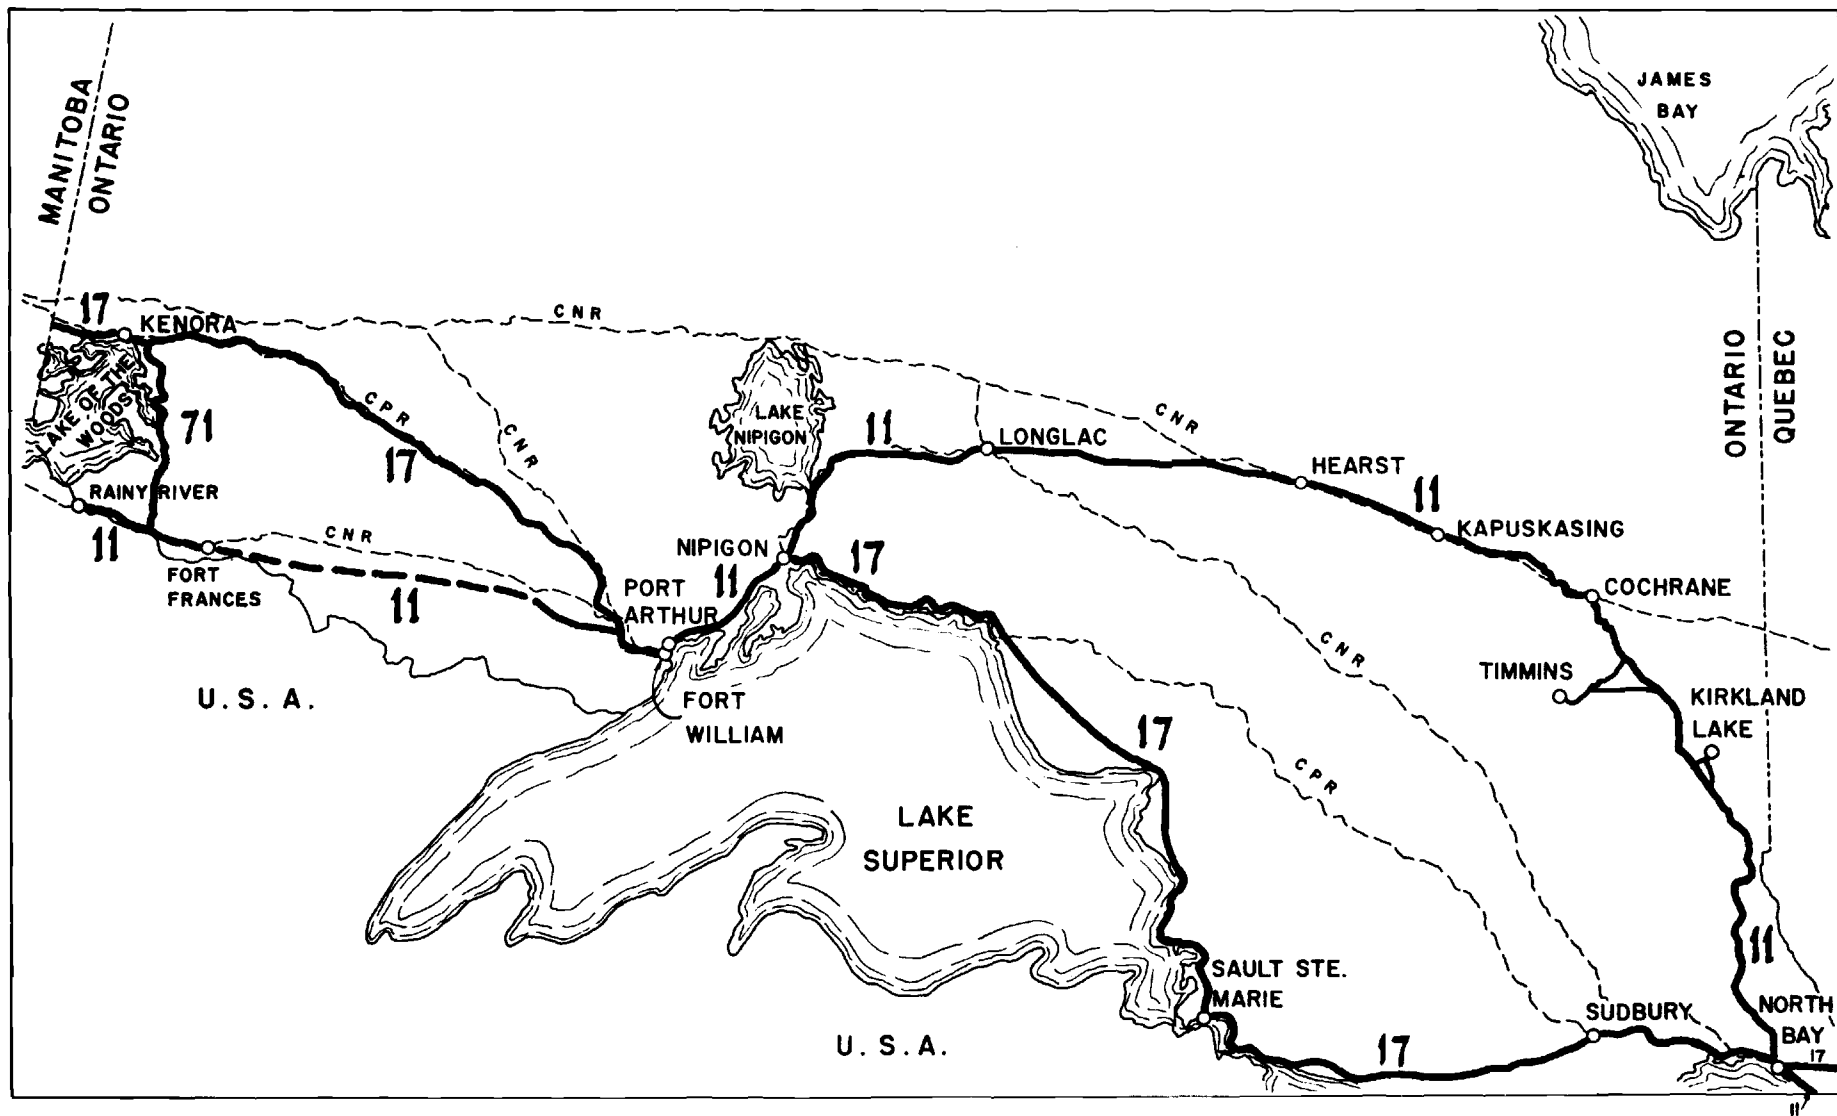 MANITOBA
ONTARIO
JAMES
BAY
17
KENORA
CNR
LAKE OF THE
WOODS
71
CPR
17
CNR
LAKE
NIPIGON
11
LONGLAC
CNR
HEARST
11
KAPUSKASING
ONTARIO
QUEBEC
RAINY RIVER
11
CNR
FORT
FRANCES
11
NIPIGON
11
17
PORT
ARTHUR
COCHRANE
CNR
TIMMINS
KIRKLAND
LAKE
U.S.A.
FORT
WILLIAM
17
CPR
LAKE
SUPERIOR
11
SAULT STE.
MARIE
SUDBURY
NORTH
BAY
17
U.S.A.
17
11